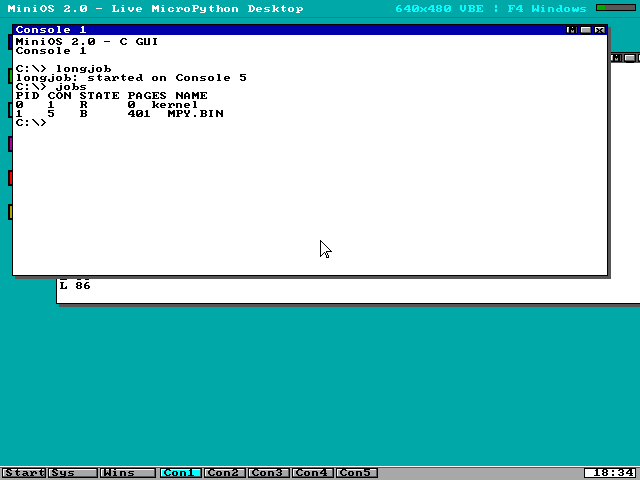 MiniOS 2.0 - Live MicroPython Desktop 640x480 VBE | F4 Windows
Console 1 M
MiniOS 2.0 - C GUI
Console 1
C:\> longjob
longjob: started on Console 5
C:\> jobs
PID CON STATE PAGES NAME
0 1 R 0 kernel
1 5 B 401 MPY.BIN
C:\>
M
L 86
Start Sys Wins Con1 Con2 Con3 Con4 Con5 18:34